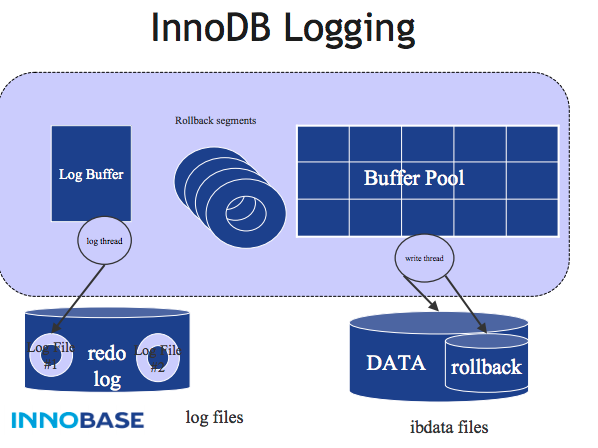 InnoDB Logging
Rollback segments
Log Buffer
Buffer Pool
log thread
write thread
Log File
#1
redo
log
Log File
#2
DATA
rollback
INNOBASE
log files
ibdata files